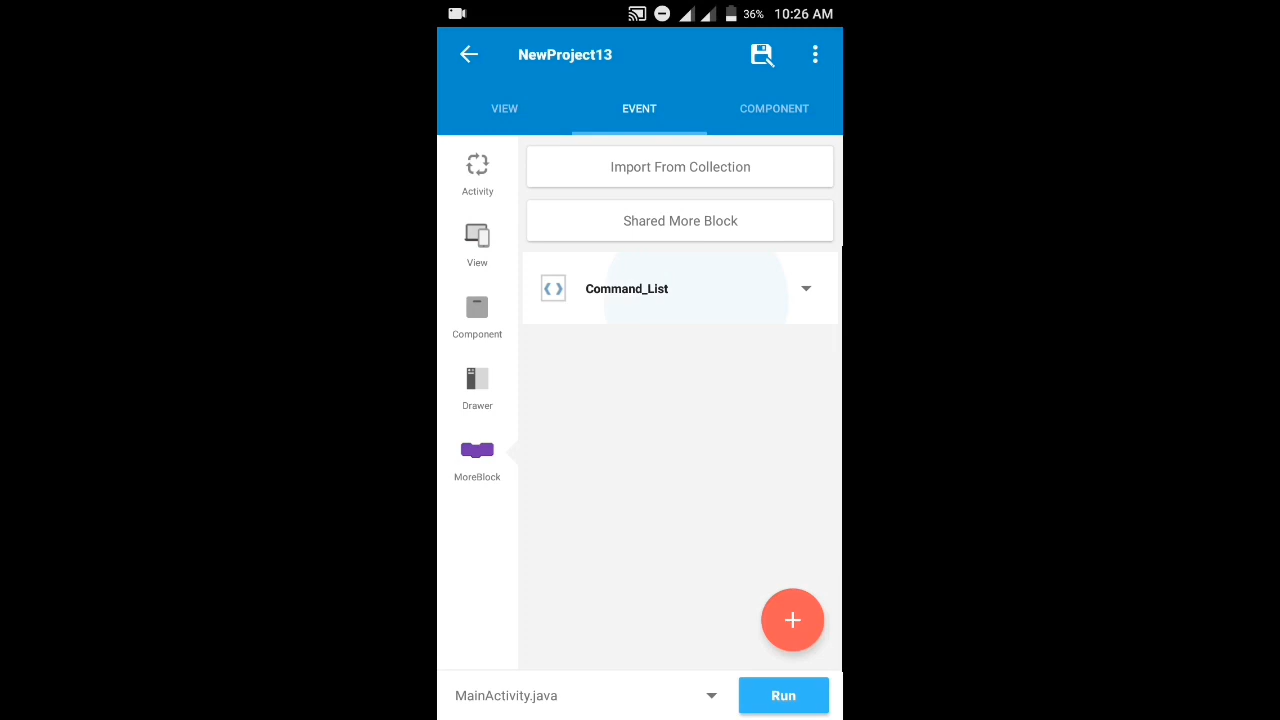 36% 10:26 AM
NewProject13
VIEW EVENT COMPONENT
Activity
View
Component
Drawer
MoreBlock
Import From Collection
Shared More Block
Command_List
MainActivity.java
Run